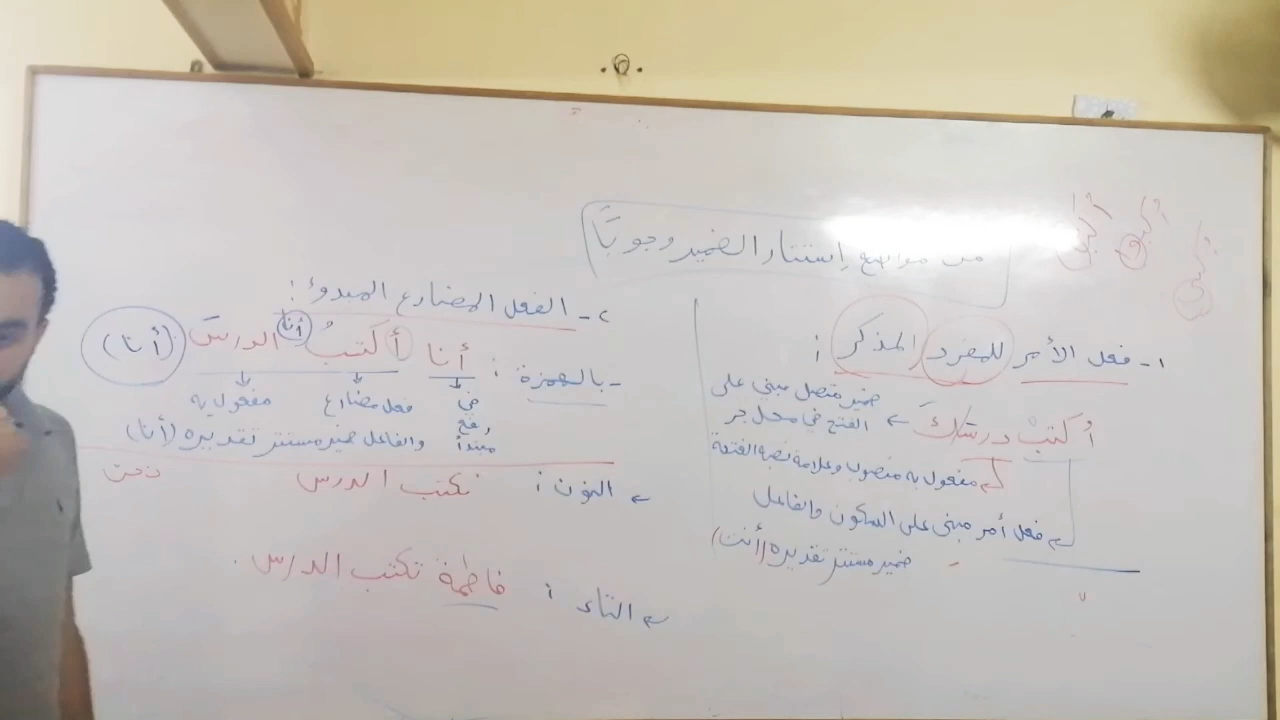 من مواضع إستتار الضمير وجوبًا
١- فعل الأمر للمفرد المذكر :
أكتبْ درسَكَ ← ضمير متصل مبني على الفتح في محل جر
مفعول به منصوب وعلامة نصبه الفتحة
فعل أمر مبني على السكون والفاعل
ضمير مستتر تقديره (أنت)
٢- الفعل المضارع المبدوء :
- بالهمزة : أنا أكتبُ أنا الدرسَ (أنا)
في رفع مبتدأ
فعل مضارع
مفعول به
والفاعل ضمير مستتر تقديره (أنا)
← النون : نكتب الدرس نحن
← التاء : فاطمة تكتب الدرس .